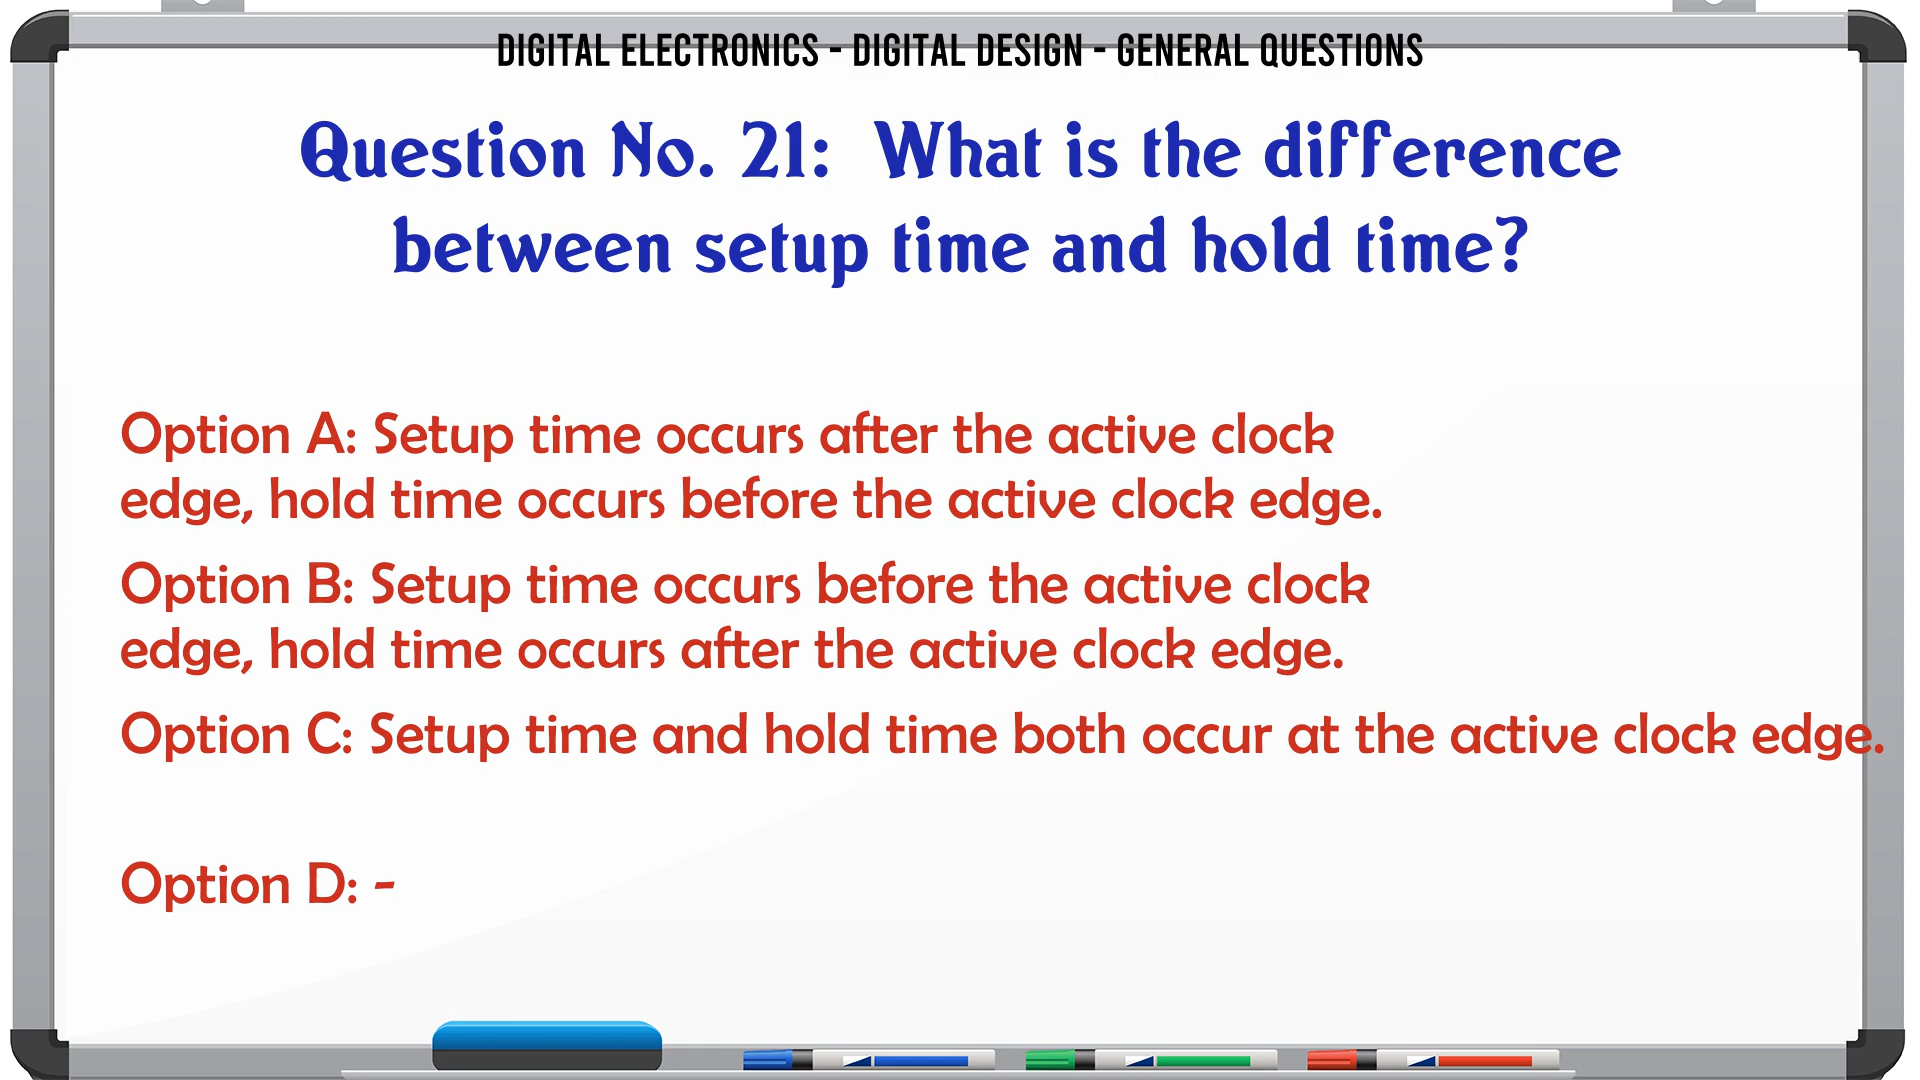 DIGITAL ELECTRONICS - DIGITAL DESIGN - GENERAL QUESTIONS
Question No. 21: What is the difference
between setup time and hold time?
Option A: Setup time occurs after the active clock
edge, hold time occurs before the active clock edge.
Option B: Setup time occurs before the active clock
edge, hold time occurs after the active clock edge.
Option C: Setup time and hold time both occur at the active clock edge.
Option D: -